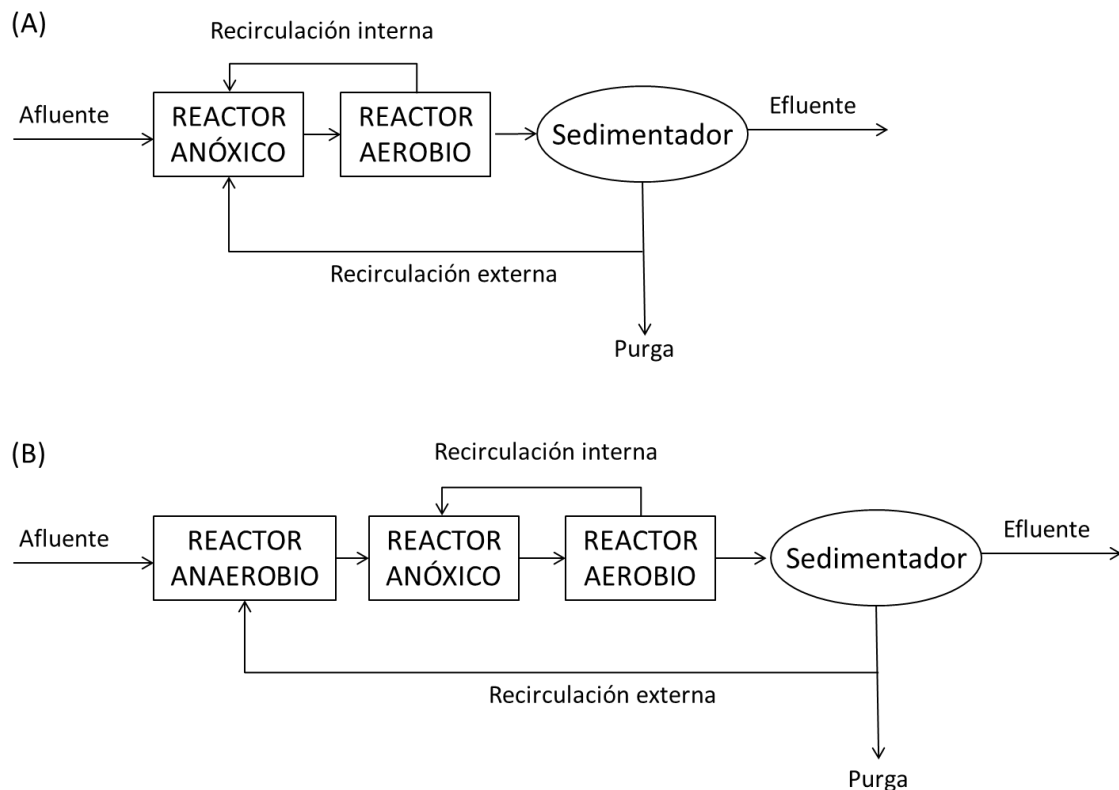 (A)
Recirculación interna
Afluente
REACTOR
ANÓXICO
REACTOR
AEROBIO
Sedimentador
Efluente
Recirculación externa
Purga
(B)
Recirculación interna
Afluente
REACTOR
ANAEROBIO
REACTOR
ANÓXICO
REACTOR
AEROBIO
Sedimentador
Efluente
Recirculación externa
Purga